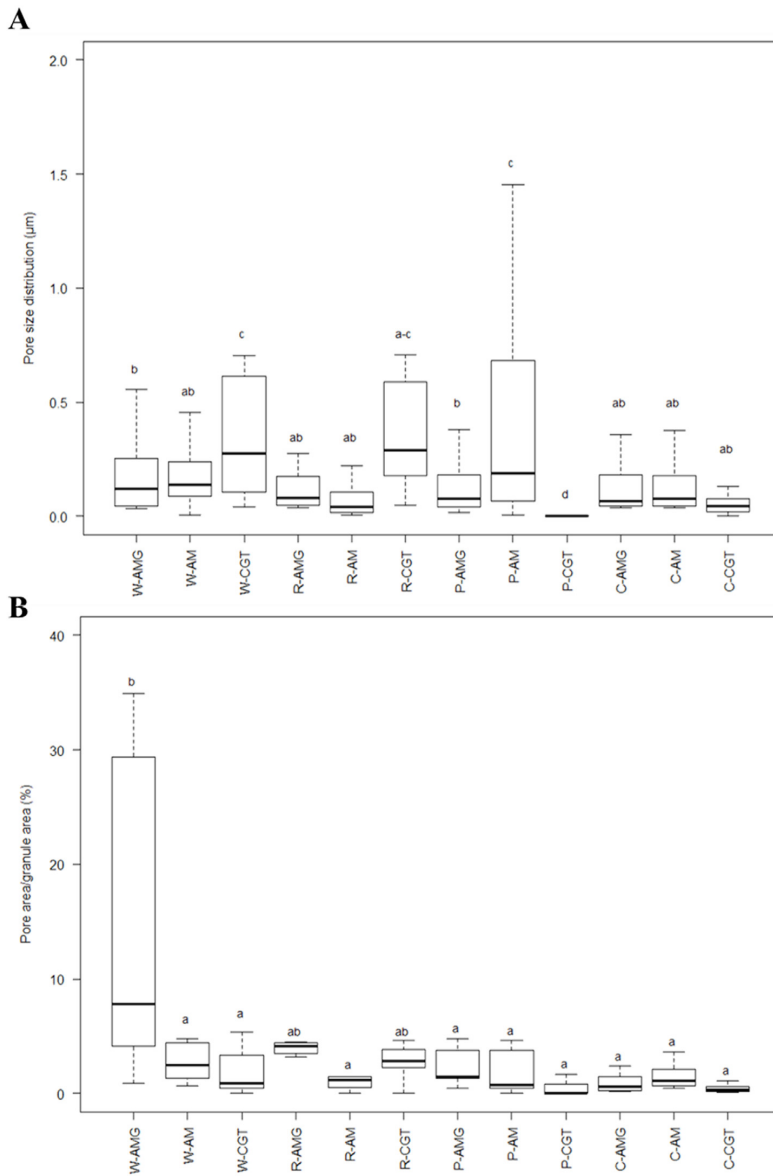 A
Pore size distribution (μm)
2.0
1.5
1.0
0.5
0.0
b
ab
c
ab
ab
a-c
b
c
d
ab
ab
ab
W-AMG
W-AM
W-CGT
R-AMG
R-AM
R-CGT
P-AMG
P-AM
P-CGT
C-AMG
C-AM
C-CGT
B
Pore area/granule area (%)
40
30
20
10
0
b
a
a
ab
a
ab
a
a
a
a
a
a
W-AMG
W-AM
W-CGT
R-AMG
R-AM
R-CGT
P-AMG
P-AM
P-CGT
C-AMG
C-AM
C-CGT